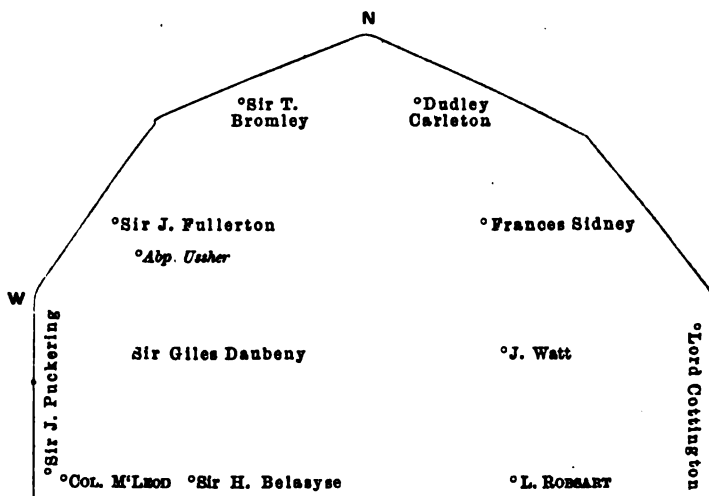 N
°Sir T.
Bromley
°Dudley
Carleton
°Sir J. Fullerton
°Frances Sidney
°Abp. Ussher
W
°Sir J. Puckering
Sir Giles Daubeny
°J. Watt
°Lord Cottington
°COL. M'LEOD °Sir H. Belasyse
°L. ROBSART